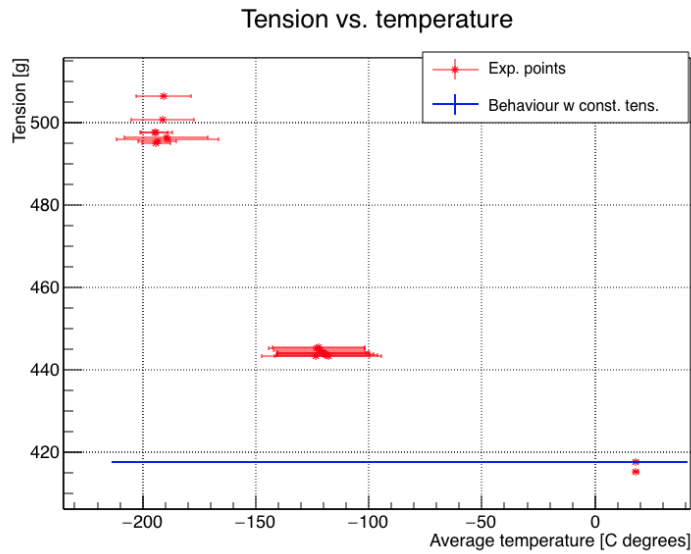 Tension vs. temperature
Tension [g]
Exp. points
Behaviour w const. tens.
500
480
460
440
420
−200 −150 −100 −50 0
Average temperature [C degrees]